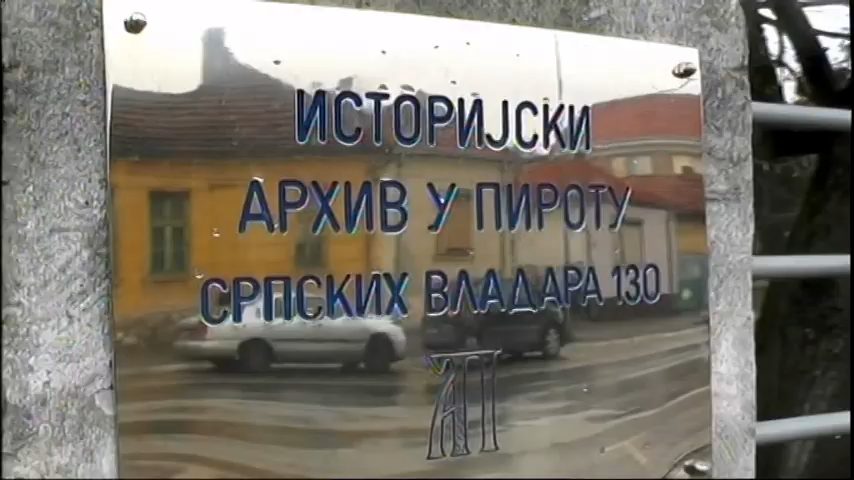 ИСТОРИЈСКИ
АРХИВ У ПИРОТУ
СРПСКИХ ВЛАДАРА 130
АП